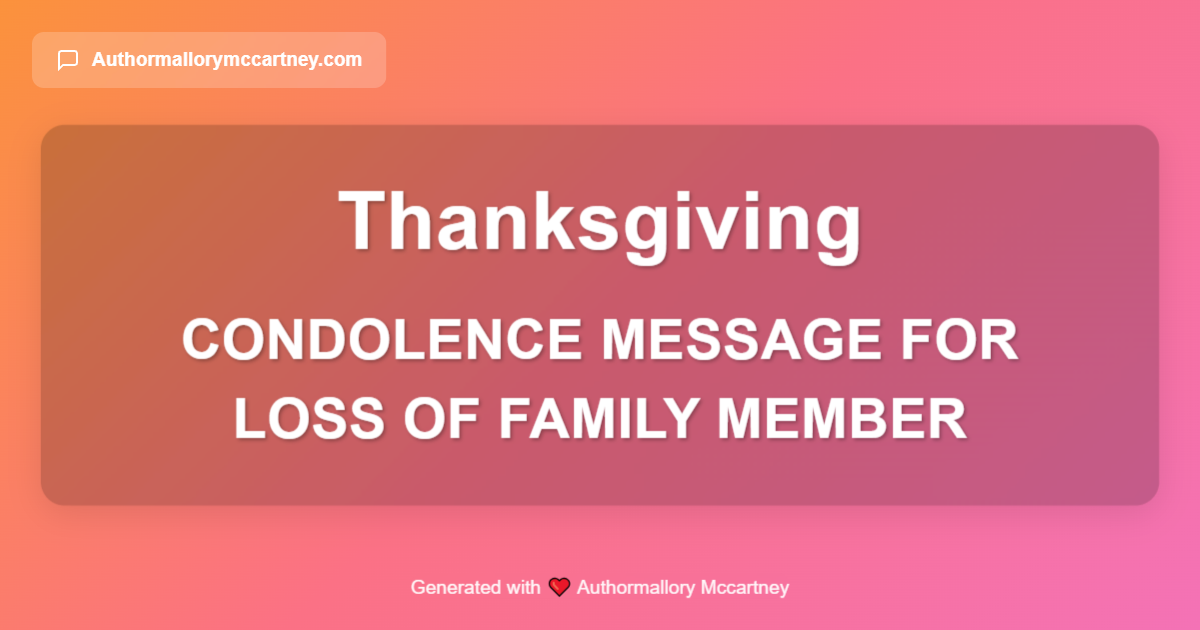 Authormallorymccartney.com
Thanksgiving
CONDOLENCE MESSAGE FOR
LOSS OF FAMILY MEMBER
Generated with ❤️ Authormallory Mccartney